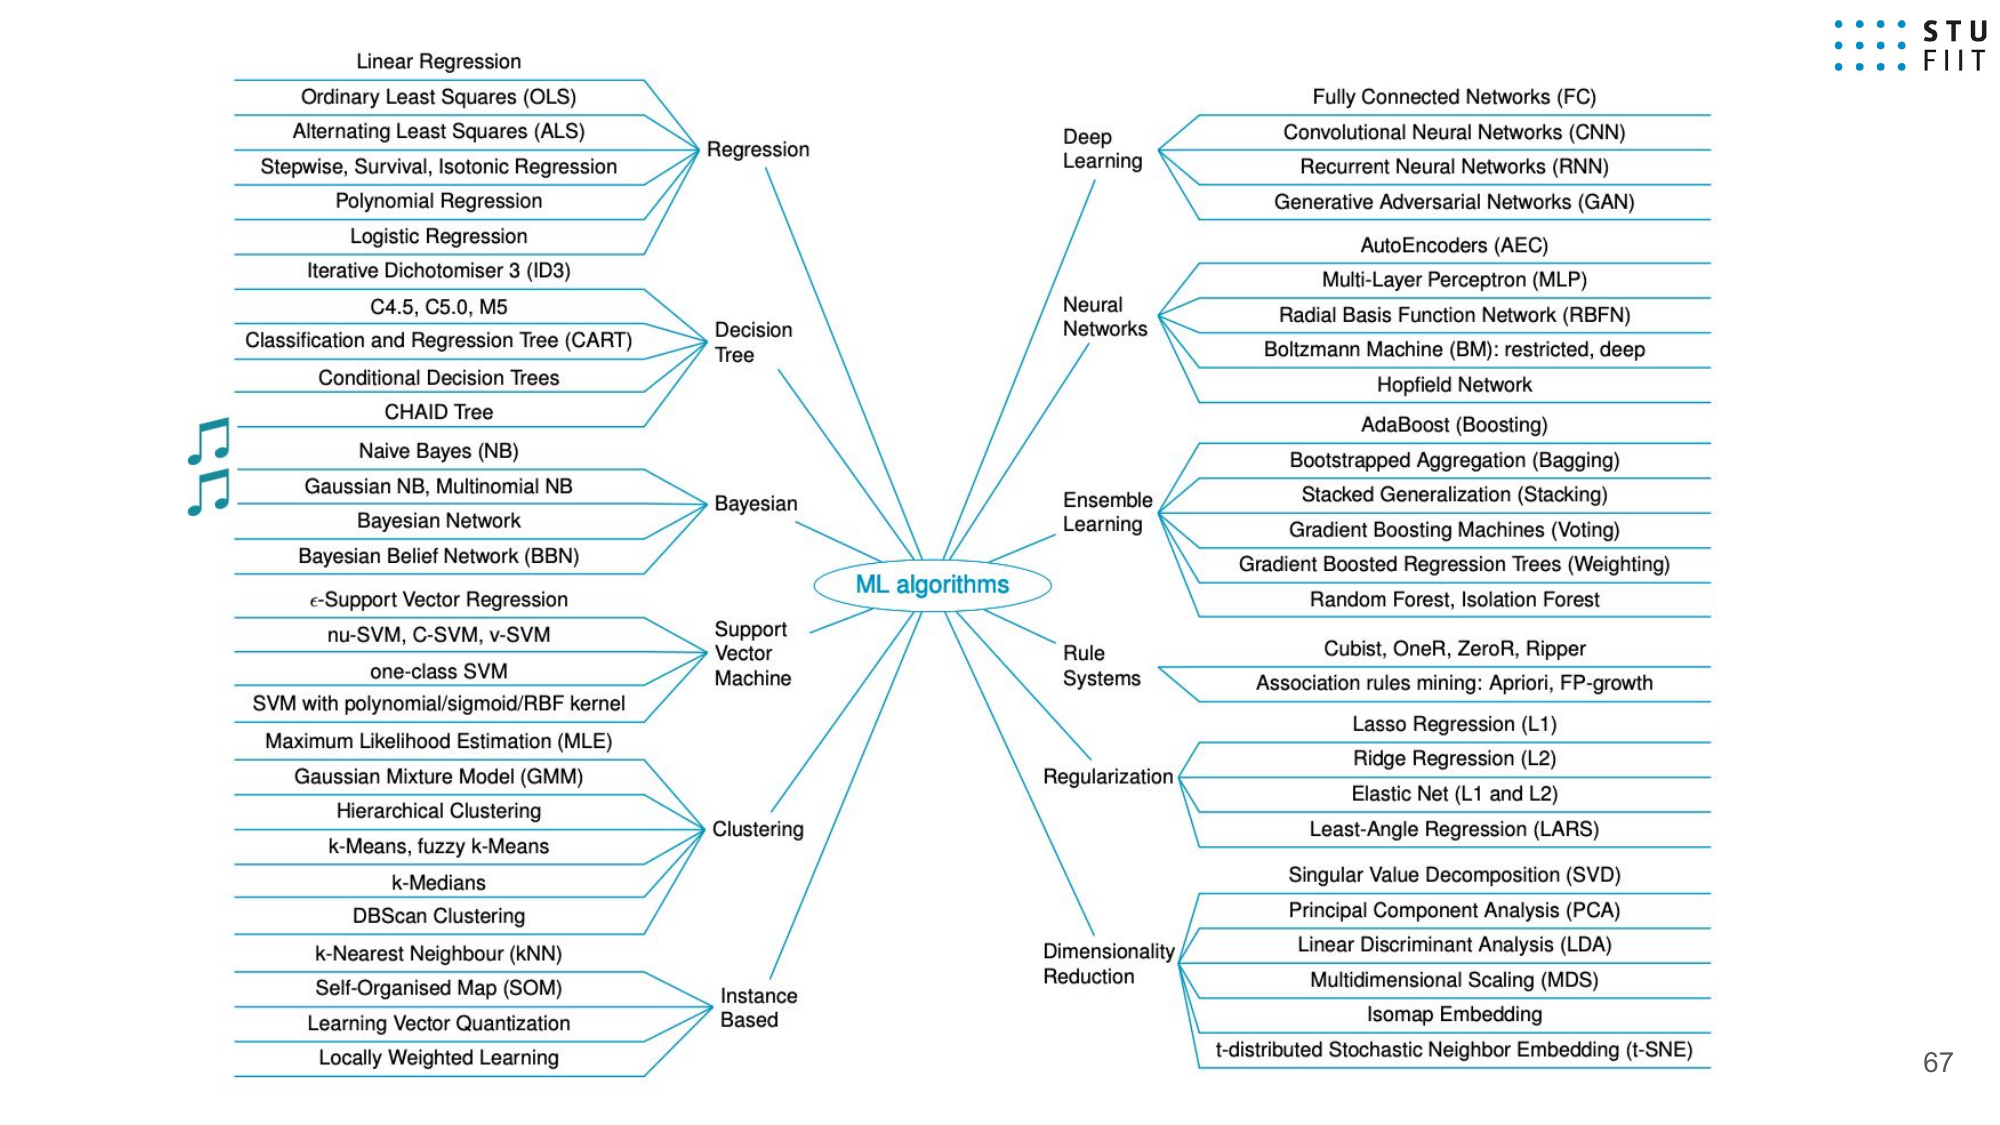 STU
FIIT
Linear Regression
Ordinary Least Squares (OLS)
Alternating Least Squares (ALS)
Stepwise, Survival, Isotonic Regression
Polynomial Regression
Logistic Regression
Regression
Iterative Dichotomiser 3 (ID3)
C4.5, C5.0, M5
Classification and Regression Tree (CART)
Conditional Decision Trees
CHAID Tree
Decision
Tree
Naive Bayes (NB)
Gaussian NB, Multinomial NB
Bayesian Network
Bayesian Belief Network (BBN)
Bayesian
ϵ-Support Vector Regression
nu-SVM, C-SVM, v-SVM
one-class SVM
SVM with polynomial/sigmoid/RBF kernel
Support
Vector
Machine
Maximum Likelihood Estimation (MLE)
Gaussian Mixture Model (GMM)
Hierarchical Clustering
k-Means, fuzzy k-Means
k-Medians
DBScan Clustering
Clustering
k-Nearest Neighbour (kNN)
Self-Organised Map (SOM)
Learning Vector Quantization
Locally Weighted Learning
Instance
Based
ML algorithms
Deep
Learning
Fully Connected Networks (FC)
Convolutional Neural Networks (CNN)
Recurrent Neural Networks (RNN)
Generative Adversarial Networks (GAN)
Neural
Networks
AutoEncoders (AEC)
Multi-Layer Perceptron (MLP)
Radial Basis Function Network (RBFN)
Boltzmann Machine (BM): restricted, deep
Hopfield Network
Ensemble
Learning
AdaBoost (Boosting)
Bootstrapped Aggregation (Bagging)
Stacked Generalization (Stacking)
Gradient Boosting Machines (Voting)
Gradient Boosted Regression Trees (Weighting)
Random Forest, Isolation Forest
Rule
Systems
Cubist, OneR, ZeroR, Ripper
Association rules mining: Apriori, FP-growth
Regularization
Lasso Regression (L1)
Ridge Regression (L2)
Elastic Net (L1 and L2)
Least-Angle Regression (LARS)
Dimensionality
Reduction
Singular Value Decomposition (SVD)
Principal Component Analysis (PCA)
Linear Discriminant Analysis (LDA)
Multidimensional Scaling (MDS)
Isomap Embedding
t-distributed Stochastic Neighbor Embedding (t-SNE)
67